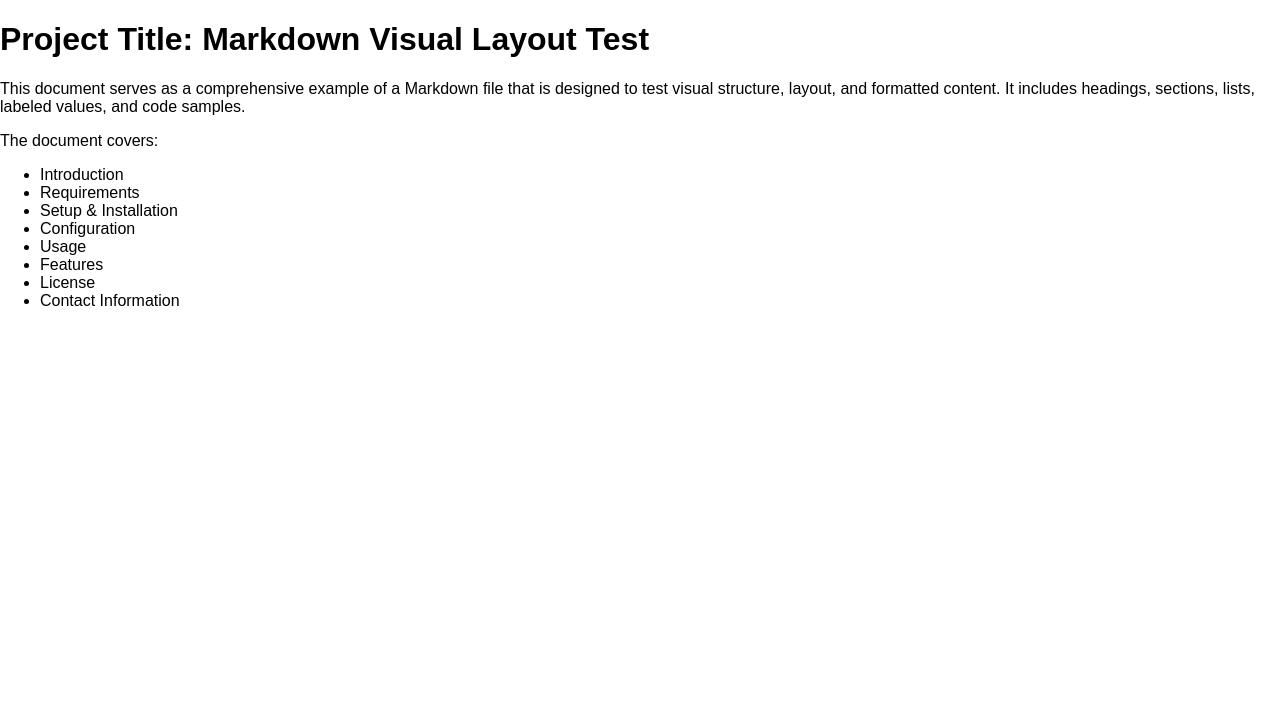 Project Title: Markdown Visual Layout Test
This document serves as a comprehensive example of a Markdown file that is designed to test visual structure, layout, and formatted content. It includes headings, sections, lists,
labeled values, and code samples.
The document covers:
• Introduction
• Requirements
• Setup & Installation
• Configuration
• Usage
• Features
• License
• Contact Information